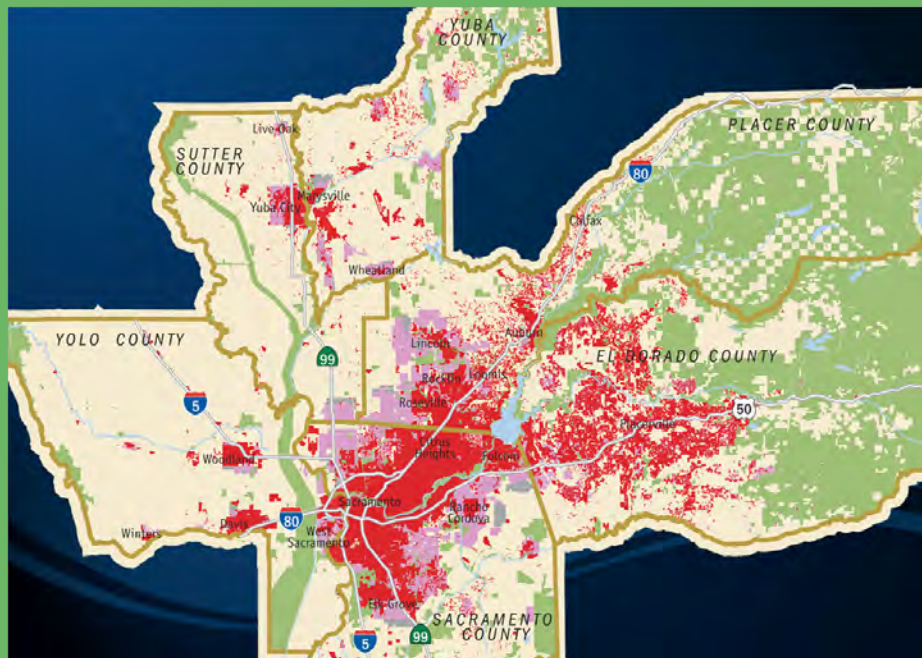 YUBA
COUNTY
PLACER COUNTY
Live Oak
SUTTER
COUNTY
80
Marysville
Yuba City
Colfax
Wheatland
YOLO COUNTY
Auburn
99
Lincoln
EL DORADO COUNTY
Loomis
Rocklin
5
Roseville
50
Placerville
Citrus
Heights
Woodland
Folsom
Sacramento
Rancho
Cordova
Davis
80
West
Sacramento
Winters
Elk Grove
SACRAMENTO
COUNTY
5
99